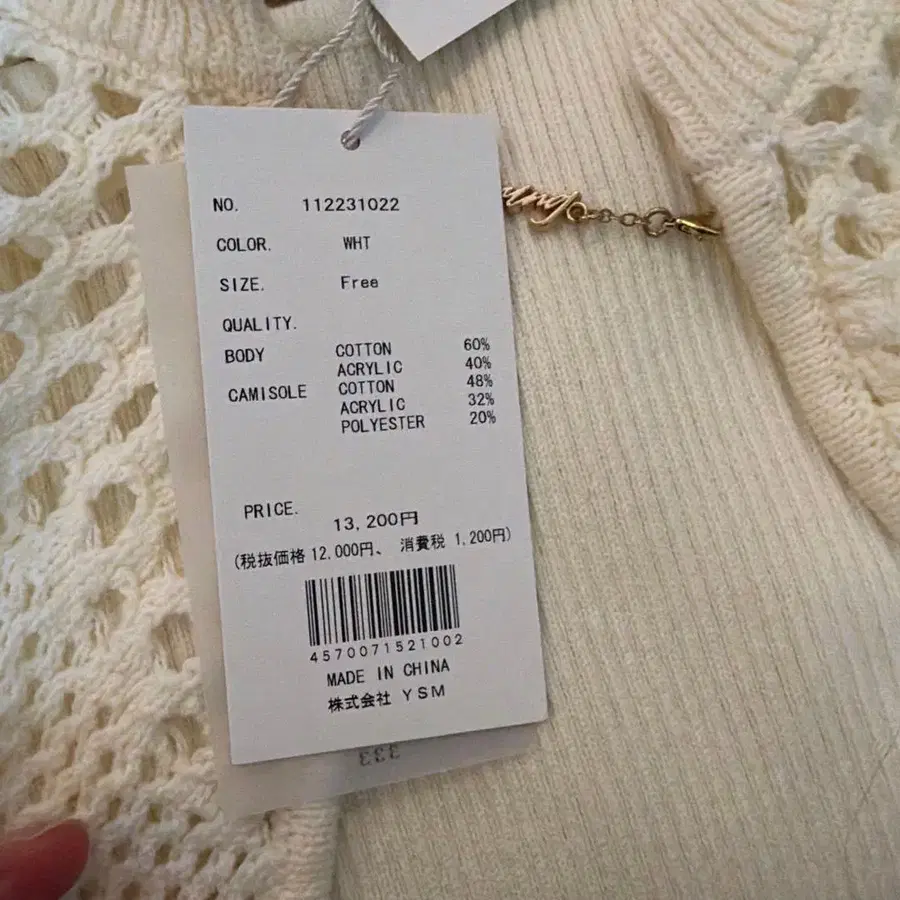 NO. 112231022
COLOR. WHT
SIZE. Free
QUALITY.
BODY COTTON 60%
ACRYLIC 40%
CAMISOLE COTTON 48%
ACRYLIC 32%
POLYESTER 20%
PRICE.
13,200円
(税抜価格 12,000円、 消費税 1,200円)
4570071521002
MADE IN CHINA
株式会社 YSM